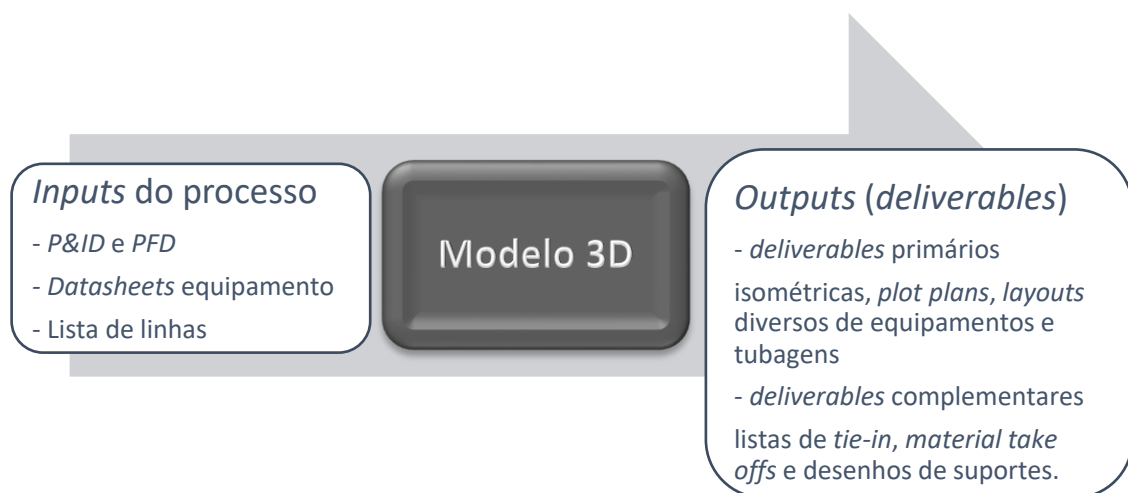 Inputs do processo
- P&ID e PFD
- Datasheets equipamento
- Lista de linhas
Modelo 3D
Outputs (deliverables)
- deliverables primários
isométricas, plot plans, layouts
diversos de equipamentos e
tubagens
- deliverables complementares
listas de tie-in, material take
offs e desenhos de suportes.